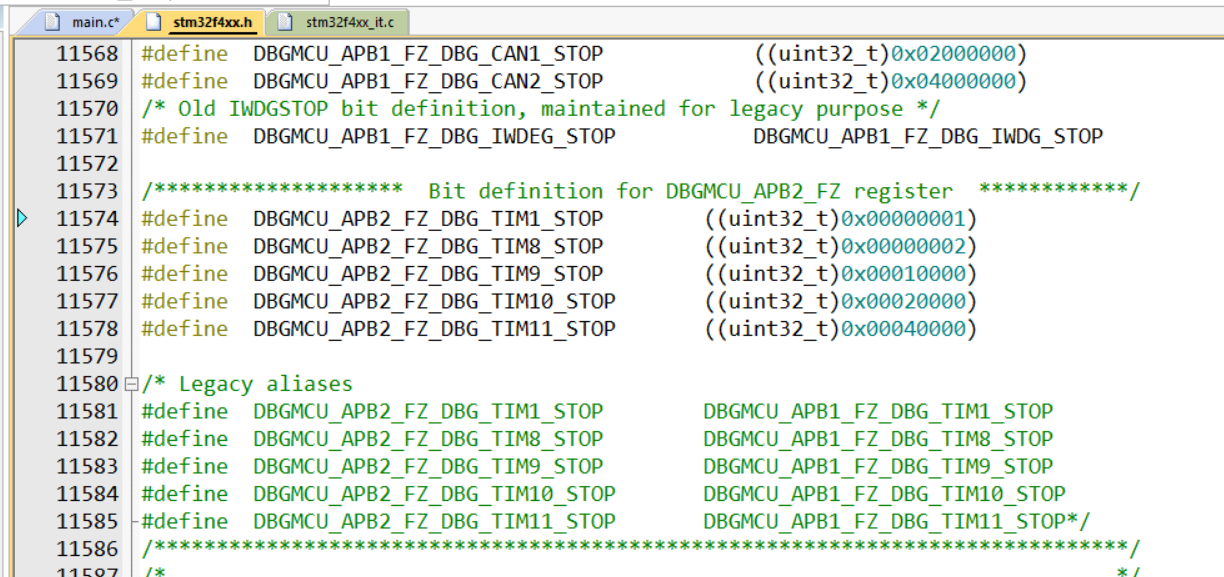 main.c* stm32f4xx.h stm32f4xx_it.c
11568 #define DBGMCU_APB1_FZ_DBG_CAN1_STOP ((uint32_t)0x02000000)
11569 #define DBGMCU_APB1_FZ_DBG_CAN2_STOP ((uint32_t)0x04000000)
11570 /* Old IWDGSTOP bit definition, maintained for legacy purpose */
11571 #define DBGMCU_APB1_FZ_DBG_IWDEG_STOP DBGMCU_APB1_FZ_DBG_IWDG_STOP
11572
11573 /******************** Bit definition for DBGMCU_APB2_FZ register ************/
11574 #define DBGMCU_APB2_FZ_DBG_TIM1_STOP ((uint32_t)0x00000001)
11575 #define DBGMCU_APB2_FZ_DBG_TIM8_STOP ((uint32_t)0x00000002)
11576 #define DBGMCU_APB2_FZ_DBG_TIM9_STOP ((uint32_t)0x00010000)
11577 #define DBGMCU_APB2_FZ_DBG_TIM10_STOP ((uint32_t)0x00020000)
11578 #define DBGMCU_APB2_FZ_DBG_TIM11_STOP ((uint32_t)0x00040000)
11579
11580 /* Legacy aliases
11581 #define DBGMCU_APB2_FZ_DBG_TIM1_STOP DBGMCU_APB1_FZ_DBG_TIM1_STOP
11582 #define DBGMCU_APB2_FZ_DBG_TIM8_STOP DBGMCU_APB1_FZ_DBG_TIM8_STOP
11583 #define DBGMCU_APB2_FZ_DBG_TIM9_STOP DBGMCU_APB1_FZ_DBG_TIM9_STOP
11584 #define DBGMCU_APB2_FZ_DBG_TIM10_STOP DBGMCU_APB1_FZ_DBG_TIM10_STOP
11585 #define DBGMCU_APB2_FZ_DBG_TIM11_STOP DBGMCU_APB1_FZ_DBG_TIM11_STOP*/
11586 /******************************************************************************/
11587 /* */